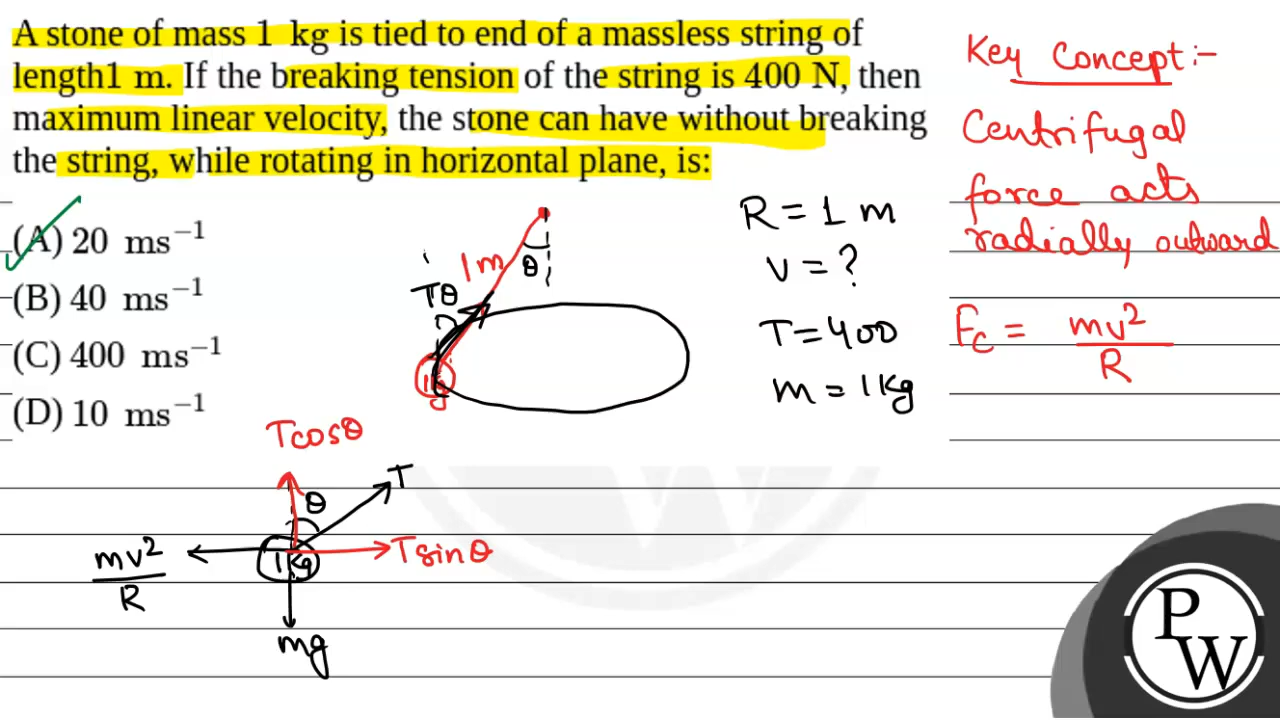 A stone of mass 1 kg is tied to end of a massless string of
length1 m. If the breaking tension of the string is 400 N, then
maximum linear velocity, the stone can have without breaking
the string, while rotating in horizontal plane, is:
(A) 20 ms⁻¹
(B) 40 ms⁻¹
(C) 400 ms⁻¹
(D) 10 ms⁻¹
Key Concept:-
Centrifugal
force acts
radially outward
F_C = mv²/R
R = 1 m
v = ?
T = 400
m = 1 kg
1m
θ
Tθ
1kg
Tcosθ
θ
T
mv²/R
1kg
Tsinθ
mg
P
W